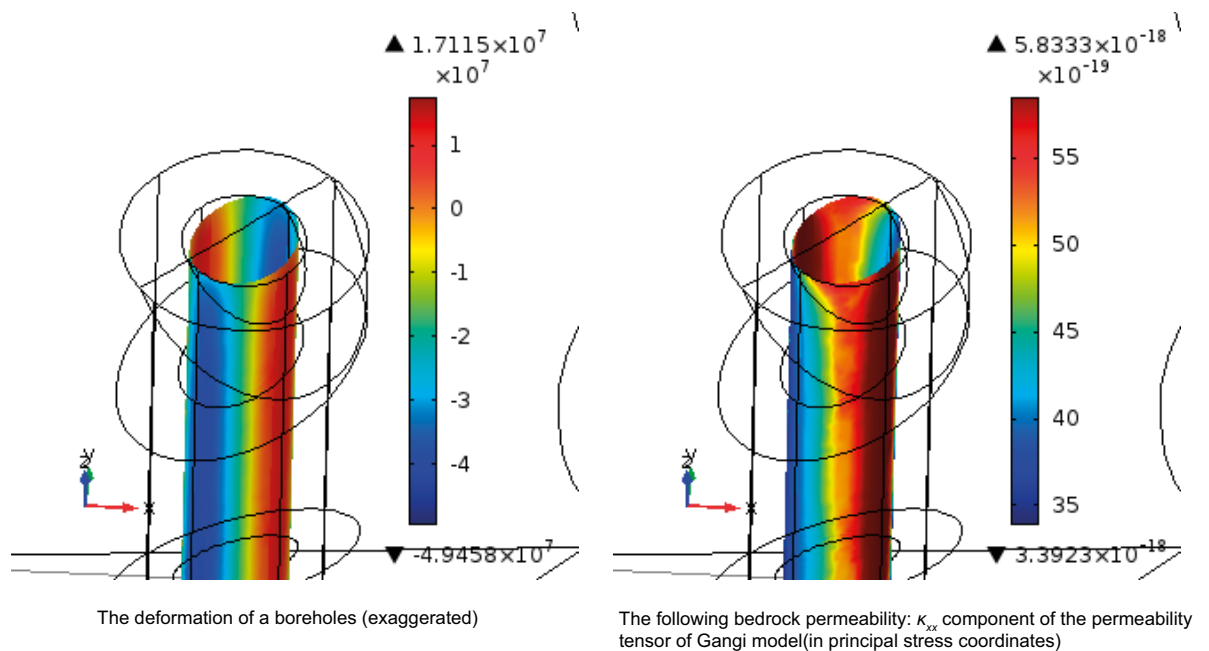 ▲ 1.7115×10⁷
×10⁷
1
0
-1
-2
-3
-4
▼ -4.9458×10⁷
y
z
x
The deformation of a boreholes (exaggerated)
▲ 5.8333×10⁻¹⁸
×10⁻¹⁹
55
50
45
40
35
▼ 3.3923×10⁻¹⁸
y
z
x
The following bedrock permeability: κₓₓ component of the permeability
tensor of Gangi model(in principal stress coordinates)